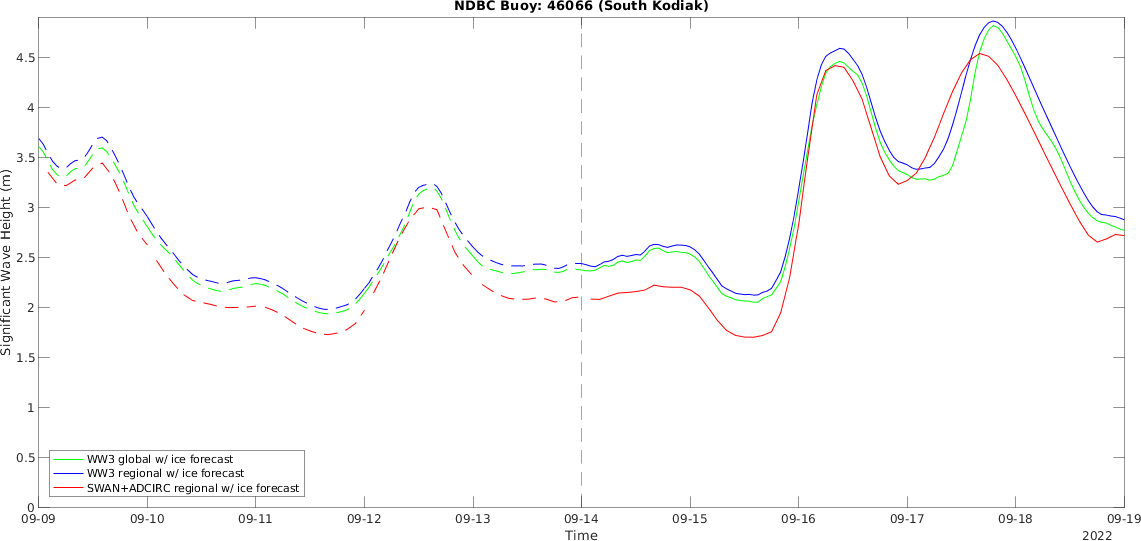 NDBC Buoy: 46066 (South Kodiak)
Significant Wave Height (m)
4.5
4
3.5
3
2.5
2
1.5
1
0.5
0
WW3 global w/ ice forecast
WW3 regional w/ ice forecast
SWAN+ADCIRC regional w/ ice forecast
09-09 09-10 09-11 09-12 09-13 09-14 09-15 09-16 09-17 09-18 09-19
Time
2022